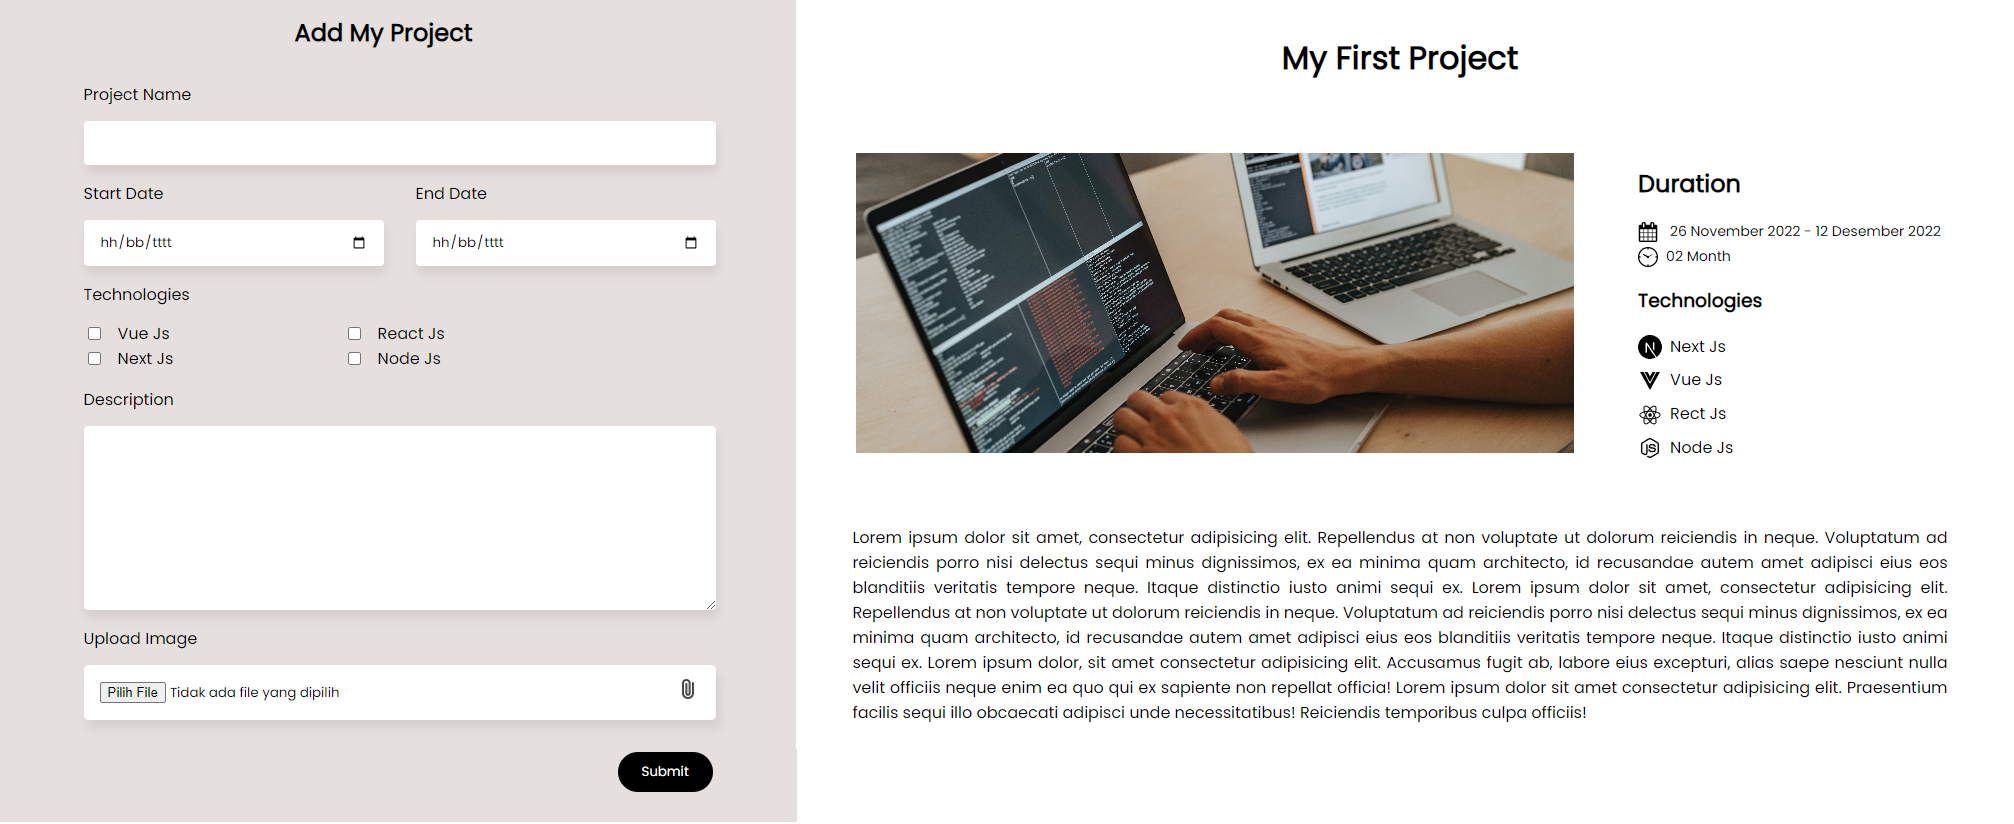 Add My Project
Project Name
Start Date
End Date
hh/bb/tttt
hh/bb/tttt
Technologies
Vue Js
React Js
Next Js
Node Js
Description
Upload Image
Pilih File Tidak ada file yang dipilih
Submit
My First Project
Duration
26 November 2022 - 12 Desember 2022
02 Month
Technologies
Next Js
Vue Js
Rect Js
Node Js
Lorem ipsum dolor sit amet, consectetur adipisicing elit. Repellendus at non voluptate ut dolorum reiciendis in neque. Voluptatum ad
reiciendis porro nisi delectus sequi minus dignissimos, ex ea minima quam architecto, id recusandae autem amet adipisci eius eos
blanditiis veritatis tempore neque. Itaque distinctio iusto animi sequi ex. Lorem ipsum dolor sit amet, consectetur adipisicing elit.
Repellendus at non voluptate ut dolorum reiciendis in neque. Voluptatum ad reiciendis porro nisi delectus sequi minus dignissimos, ex ea
minima quam architecto, id recusandae autem amet adipisci eius eos blanditiis veritatis tempore neque. Itaque distinctio iusto animi
sequi ex. Lorem ipsum dolor, sit amet consectetur adipisicing elit. Accusamus fugit ab, labore eius excepturi, alias saepe nesciunt nulla
velit officiis neque enim ea quo qui ex sapiente non repellat officia! Lorem ipsum dolor sit amet consectetur adipisicing elit. Praesentium
facilis sequi illo obcaecati adipisci unde necessitatibus! Reiciendis temporibus culpa officiis!